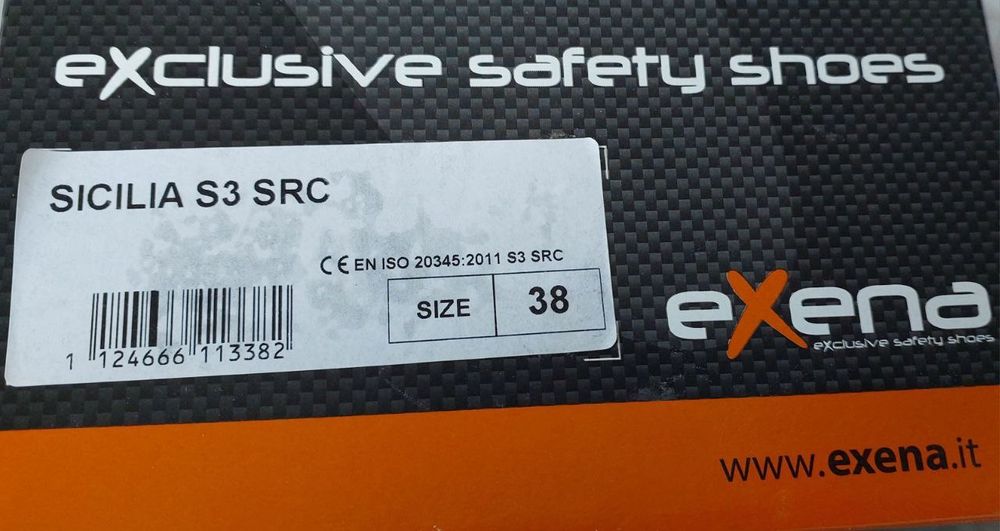 eXclusive safety shoes
SICILIA S3 SRC
CE EN ISO 20345:2011 S3 SRC
SIZE 38
1 124666 113382
eXena
eXclusive safety shoes
www.exena.it